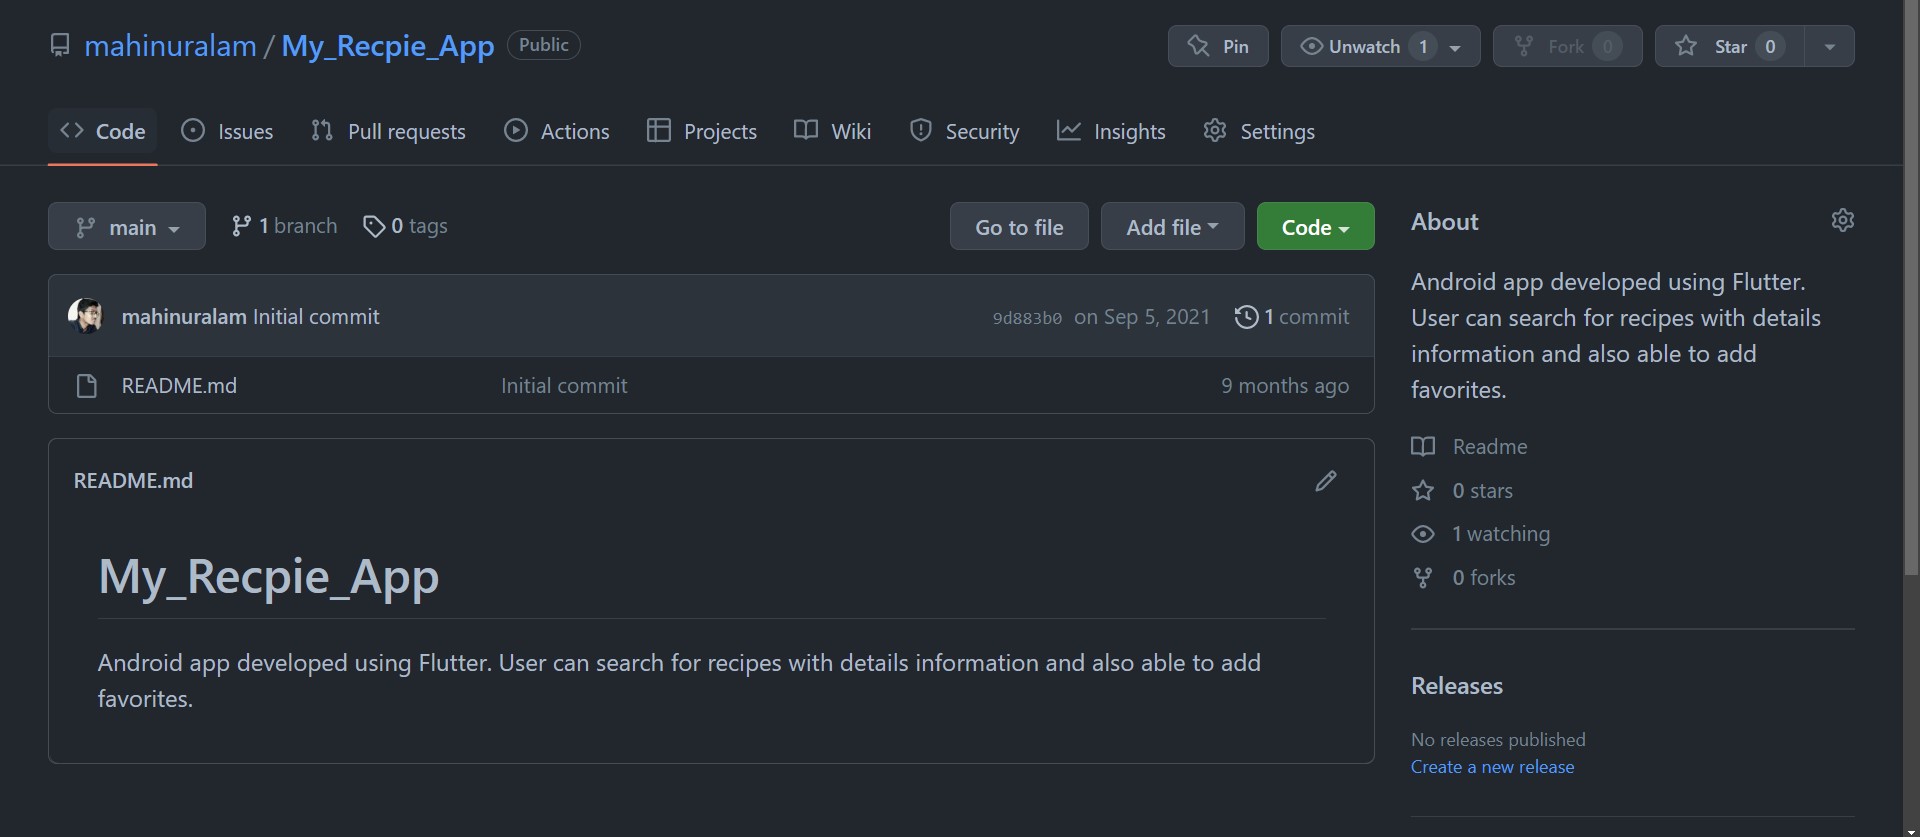 mahinuralam / My_Recpie_App Public
Pin
Unwatch 1
Fork 0
Star 0
Code
Issues
Pull requests
Actions
Projects
Wiki
Security
Insights
Settings
main
1 branch
0 tags
Go to file
Add file
Code
mahinuralam Initial commit
9d883b0 on Sep 5, 2021
1 commit
README.md
Initial commit
9 months ago
README.md
My_Recpie_App
Android app developed using Flutter. User can search for recipes with details information and also able to add
favorites.
About
Android app developed using Flutter.
User can search for recipes with details
information and also able to add
favorites.
Readme
0 stars
1 watching
0 forks
Releases
No releases published
Create a new release